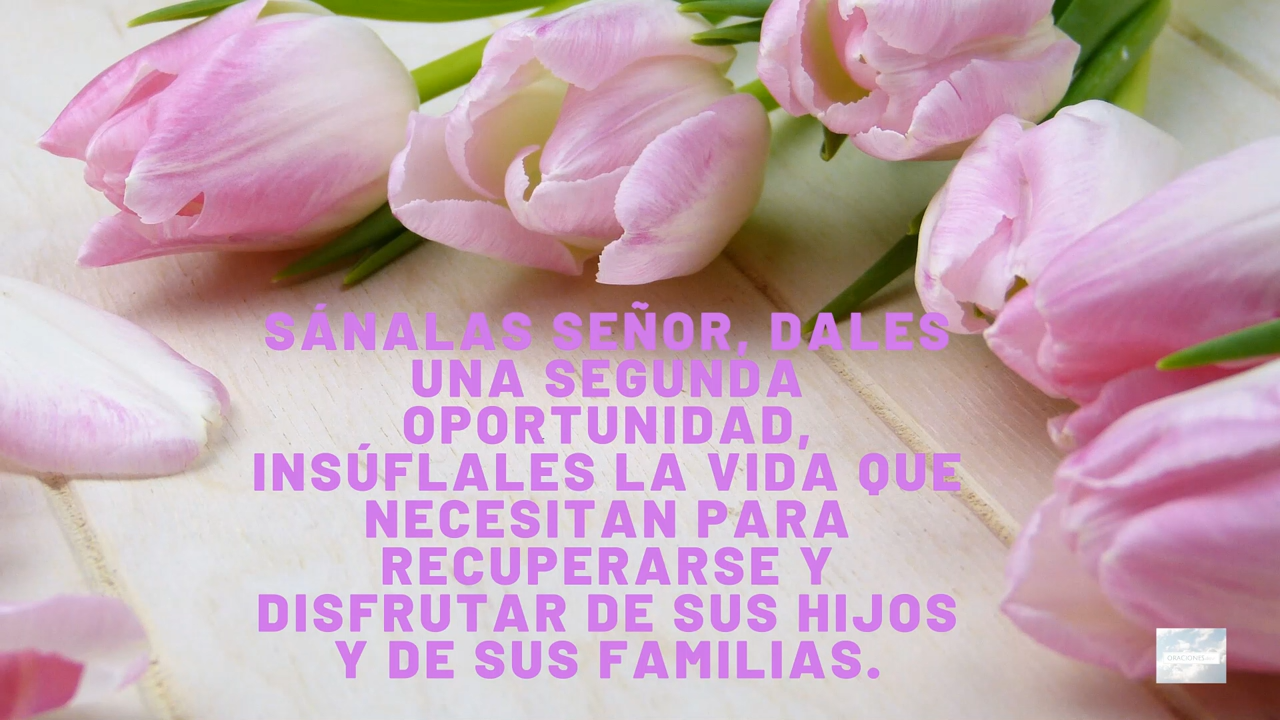 SÁNALAS SEÑOR, DALES
UNA SEGUNDA
OPORTUNIDAD,
INSÚFLALES LA VIDA QUE
NECESITAN PARA
RECUPERARSE Y
DISFRUTAR DE SUS HIJOS
Y DE SUS FAMILIAS.
ORACIONES